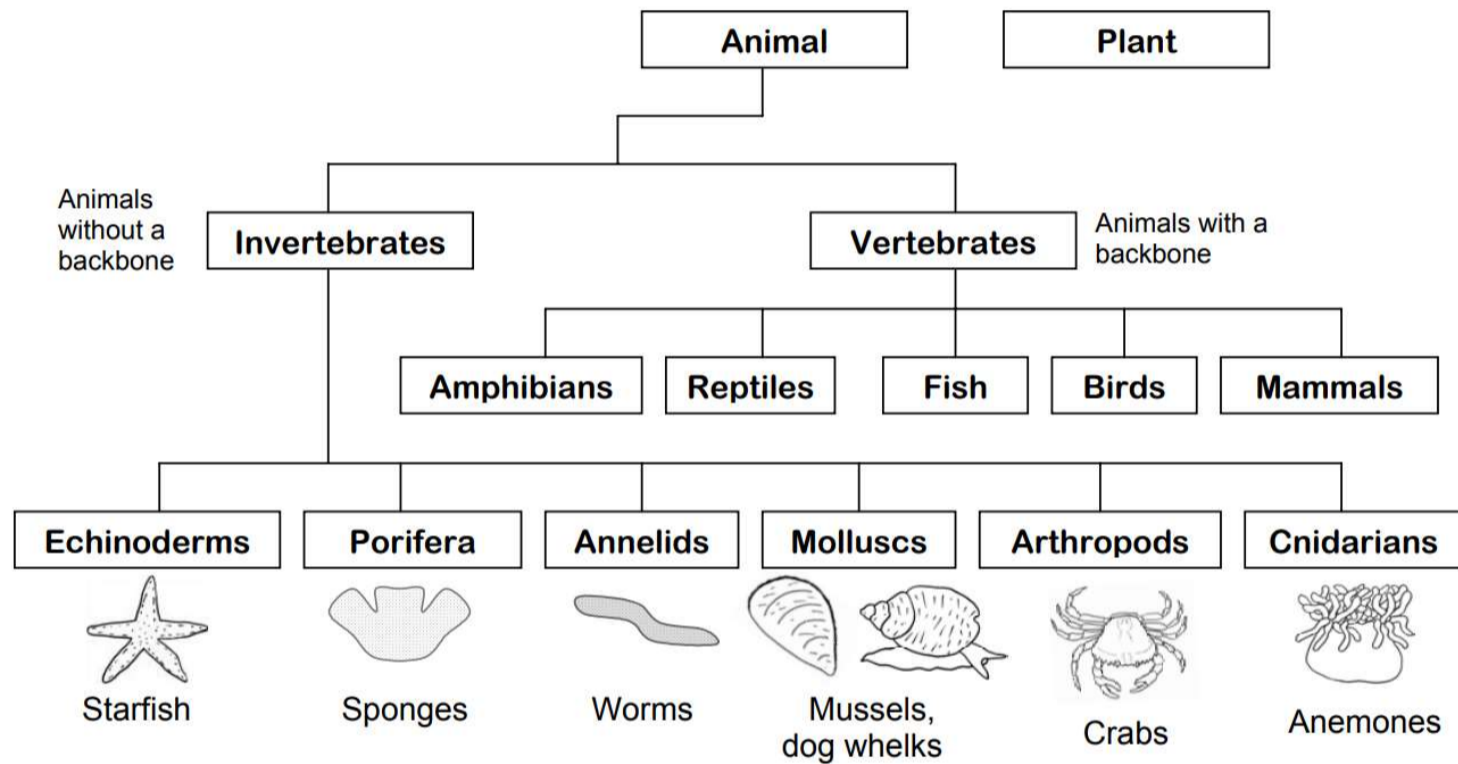 Animal
Plant
Animals
without a
backbone
Invertebrates
Vertebrates
Animals with a
backbone
Amphibians
Reptiles
Fish
Birds
Mammals
Echinoderms
Porifera
Annelids
Molluscs
Arthropods
Cnidarians
Starfish
Sponges
Worms
Mussels,
dog whelks
Crabs
Anemones